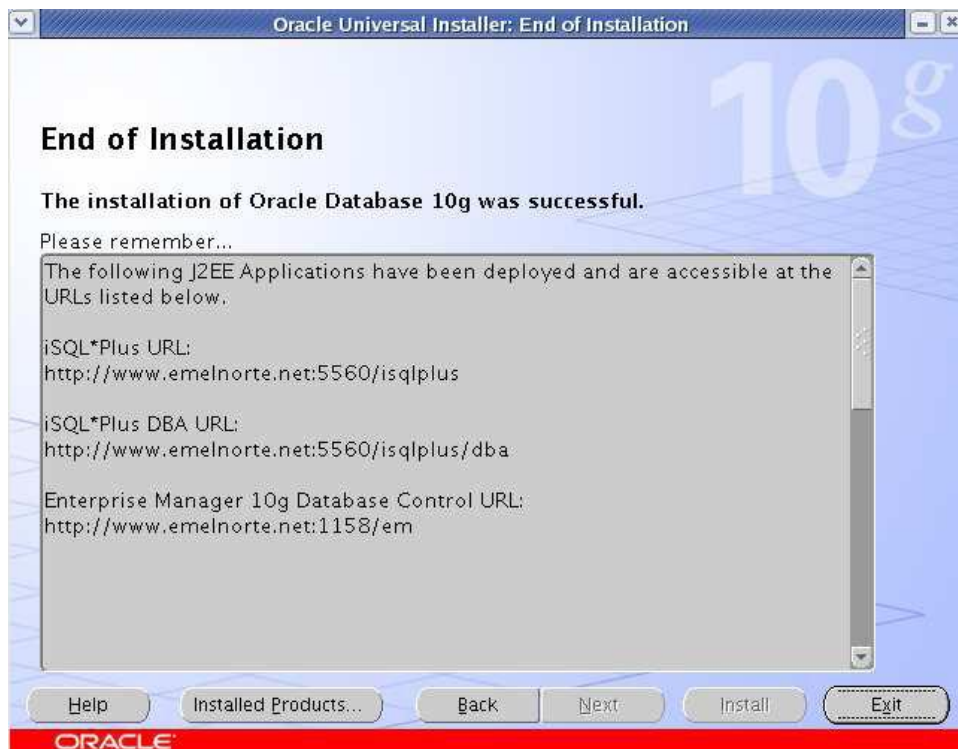 Oracle Universal Installer: End of Installation
10g
End of Installation
The installation of Oracle Database 10g was successful.
Please remember...
The following J2EE Applications have been deployed and are accessible at the
URLs listed below.
iSQL*Plus URL:
http://www.emelnorte.net:5560/isqlplus
iSQL*Plus DBA URL:
http://www.emelnorte.net:5560/isqlplus/dba
Enterprise Manager 10g Database Control URL:
http://www.emelnorte.net:1158/em
Help Installed Products... Back Next Install Exit
ORACLE